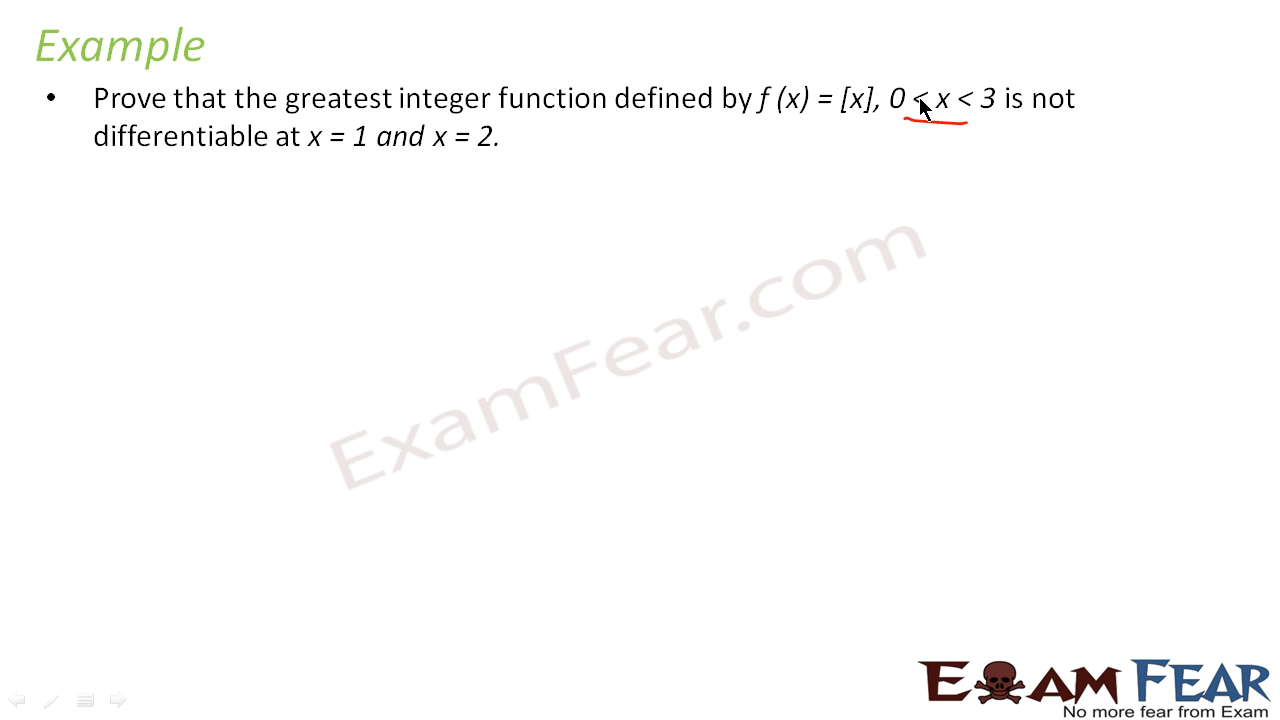 Example
• Prove that the greatest integer function defined by f (x) = [x], 0 < x < 3 is not
differentiable at x = 1 and x = 2.
ExamFear.com
EXAM FEAR
No more fear from Exam